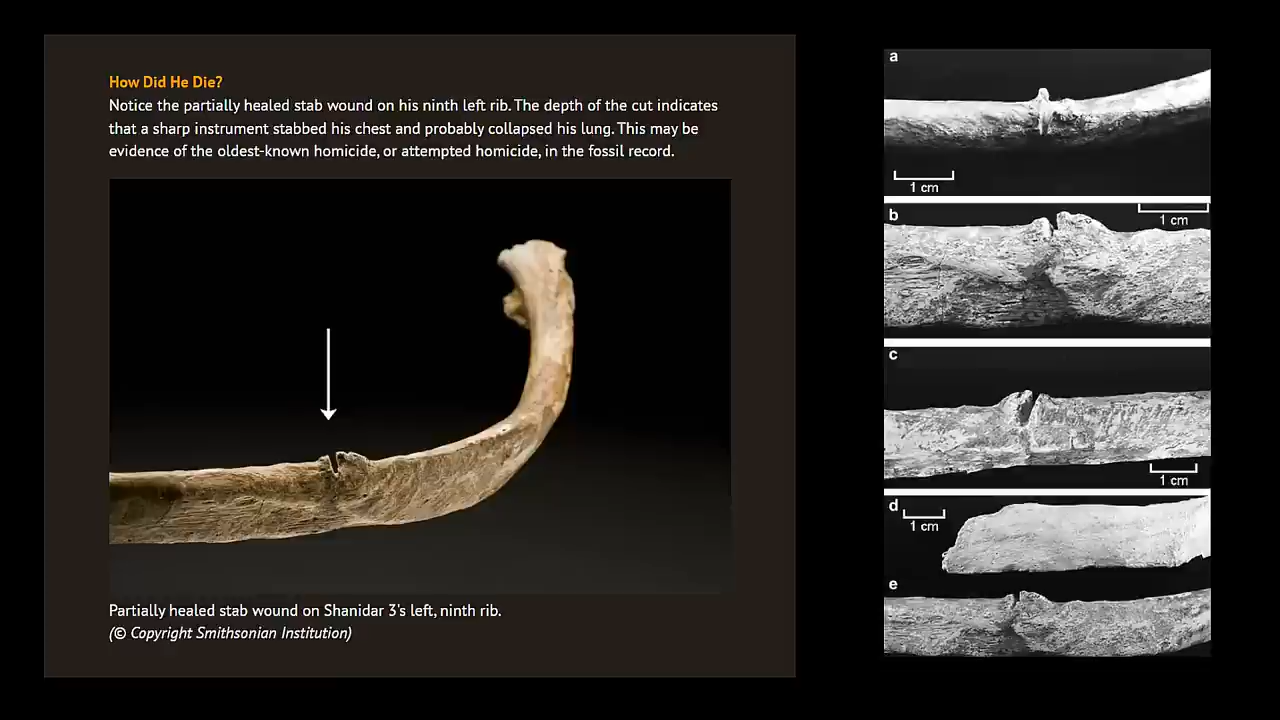 How Did He Die?
Notice the partially healed stab wound on his ninth left rib. The depth of the cut indicates
that a sharp instrument stabbed his chest and probably collapsed his lung. This may be
evidence of the oldest-known homicide, or attempted homicide, in the fossil record.
Partially healed stab wound on Shanidar 3's left, ninth rib.
(© Copyright Smithsonian Institution)
a
1 cm
b
1 cm
c
1 cm
d
1 cm
e